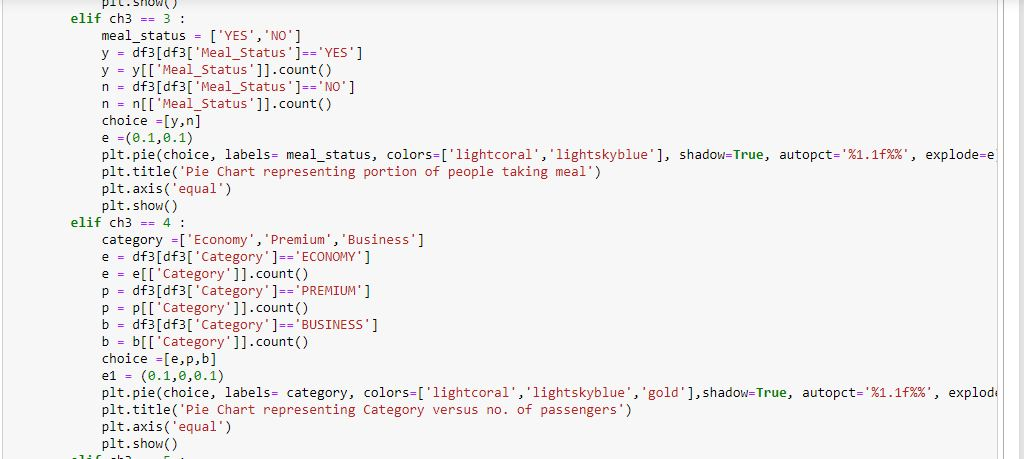 plt.show()
elif ch3 == 3 :
meal_status = ['YES','NO']
y = df3[df3['Meal_Status']=='YES']
y = y[['Meal_Status']].count()
n = df3[df3['Meal_Status']=='NO']
n = n[['Meal_Status']].count()
choice =[y,n]
e =(0.1,0.1)
plt.pie(choice, labels= meal_status, colors=['lightcoral','lightskyblue'], shadow=True, autopct='%1.1f%%', explode=e
plt.title('Pie Chart representing portion of people taking meal')
plt.axis('equal')
plt.show()
elif ch3 == 4 :
category =['Economy','Premium','Business']
e = df3[df3['Category']=='ECONOMY']
e = e[['Category']].count()
p = df3[df3['Category']=='PREMIUM']
p = p[['Category']].count()
b = df3[df3['Category']=='BUSINESS']
b = b[['Category']].count()
choice =[e,p,b]
e1 = (0.1,0,0.1)
plt.pie(choice, labels= category, colors=['lightcoral','lightskyblue','gold'],shadow=True, autopct='%1.1f%%', explod
plt.title('Pie Chart representing Category versus no. of passengers')
plt.axis('equal')
plt.show()